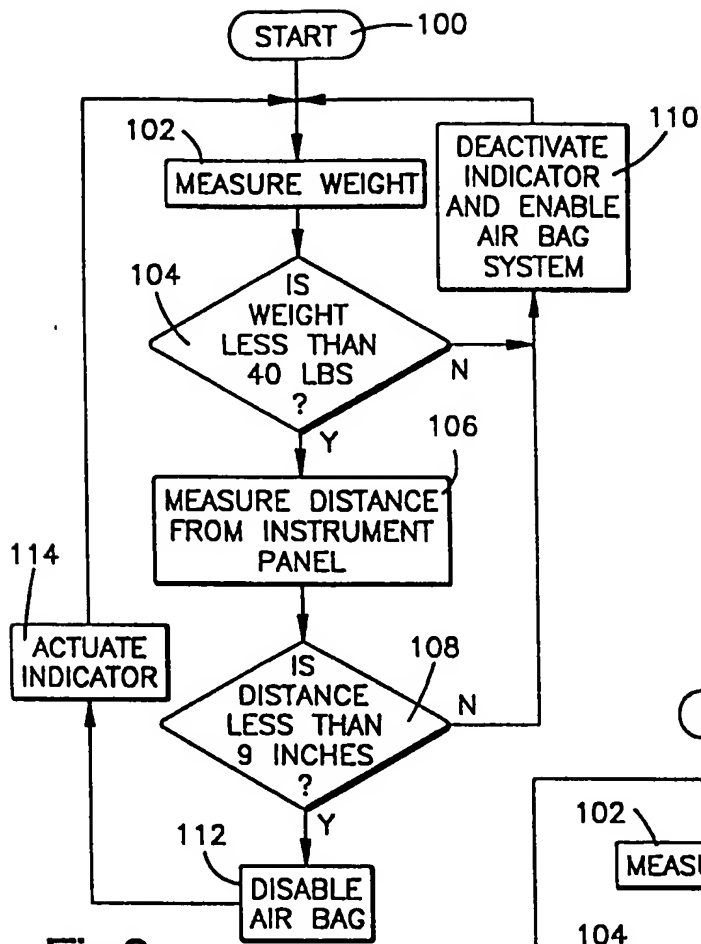 START
100
102
MEASURE WEIGHT
110
DEACTIVATE
INDICATOR
AND ENABLE
AIR BAG
SYSTEM
104
IS
WEIGHT
LESS THAN
40 LBS
?
N
Y
106
MEASURE DISTANCE
FROM INSTRUMENT
PANEL
114
ACTUATE
INDICATOR
108
IS
DISTANCE
LESS THAN
9 INCHES
?
N
Y
112
DISABLE
AIR BAG
102
104